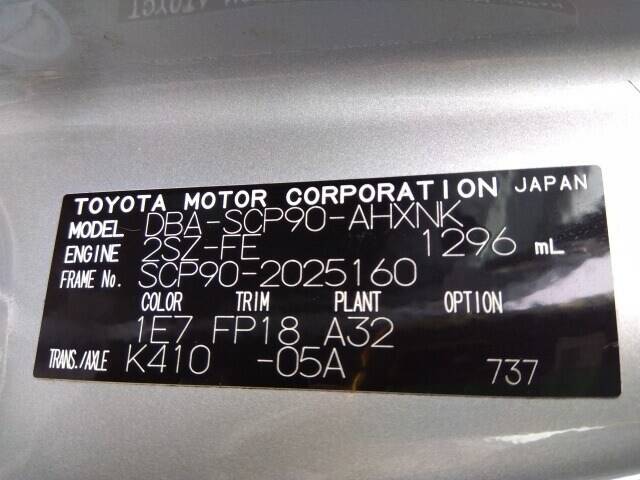 TOYOTA MOTOR CORPORATION JAPAN
MODEL DBA-SCP90-AHXNK
ENGINE 2SZ-FE 1296 mL
FRAME No. SCP90-2025160
COLOR TRIM PLANT OPTION
1E7 FP18 A32
TRANS./AXLE K410 -05A 737